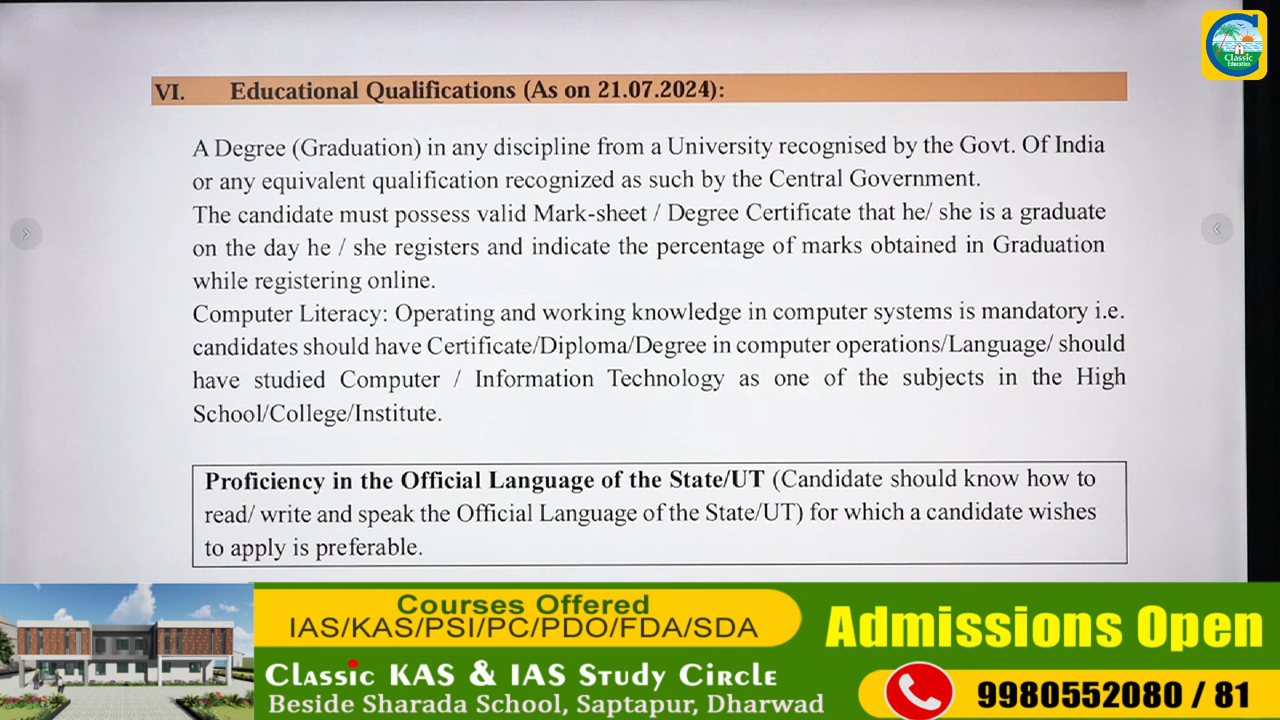 Classic
Education
VI. Educational Qualifications (As on 21.07.2024):
A Degree (Graduation) in any discipline from a University recognised by the Govt. Of India
or any equivalent qualification recognized as such by the Central Government.
The candidate must possess valid Mark-sheet / Degree Certificate that he/ she is a graduate
on the day he / she registers and indicate the percentage of marks obtained in Graduation
while registering online.
Computer Literacy: Operating and working knowledge in computer systems is mandatory i.e.
candidates should have Certificate/Diploma/Degree in computer operations/Language/ should
have studied Computer / Information Technology as one of the subjects in the High
School/College/Institute.
Proficiency in the Official Language of the State/UT (Candidate should know how to
read/ write and speak the Official Language of the State/UT) for which a candidate wishes
to apply is preferable.
Courses Offered
IAS/KAS/PSI/PC/PDO/FDA/SDA
Classic KAS & IAS Study Circle
Beside Sharada School, Saptapur, Dharwad
Admissions Open
9980552080 / 81